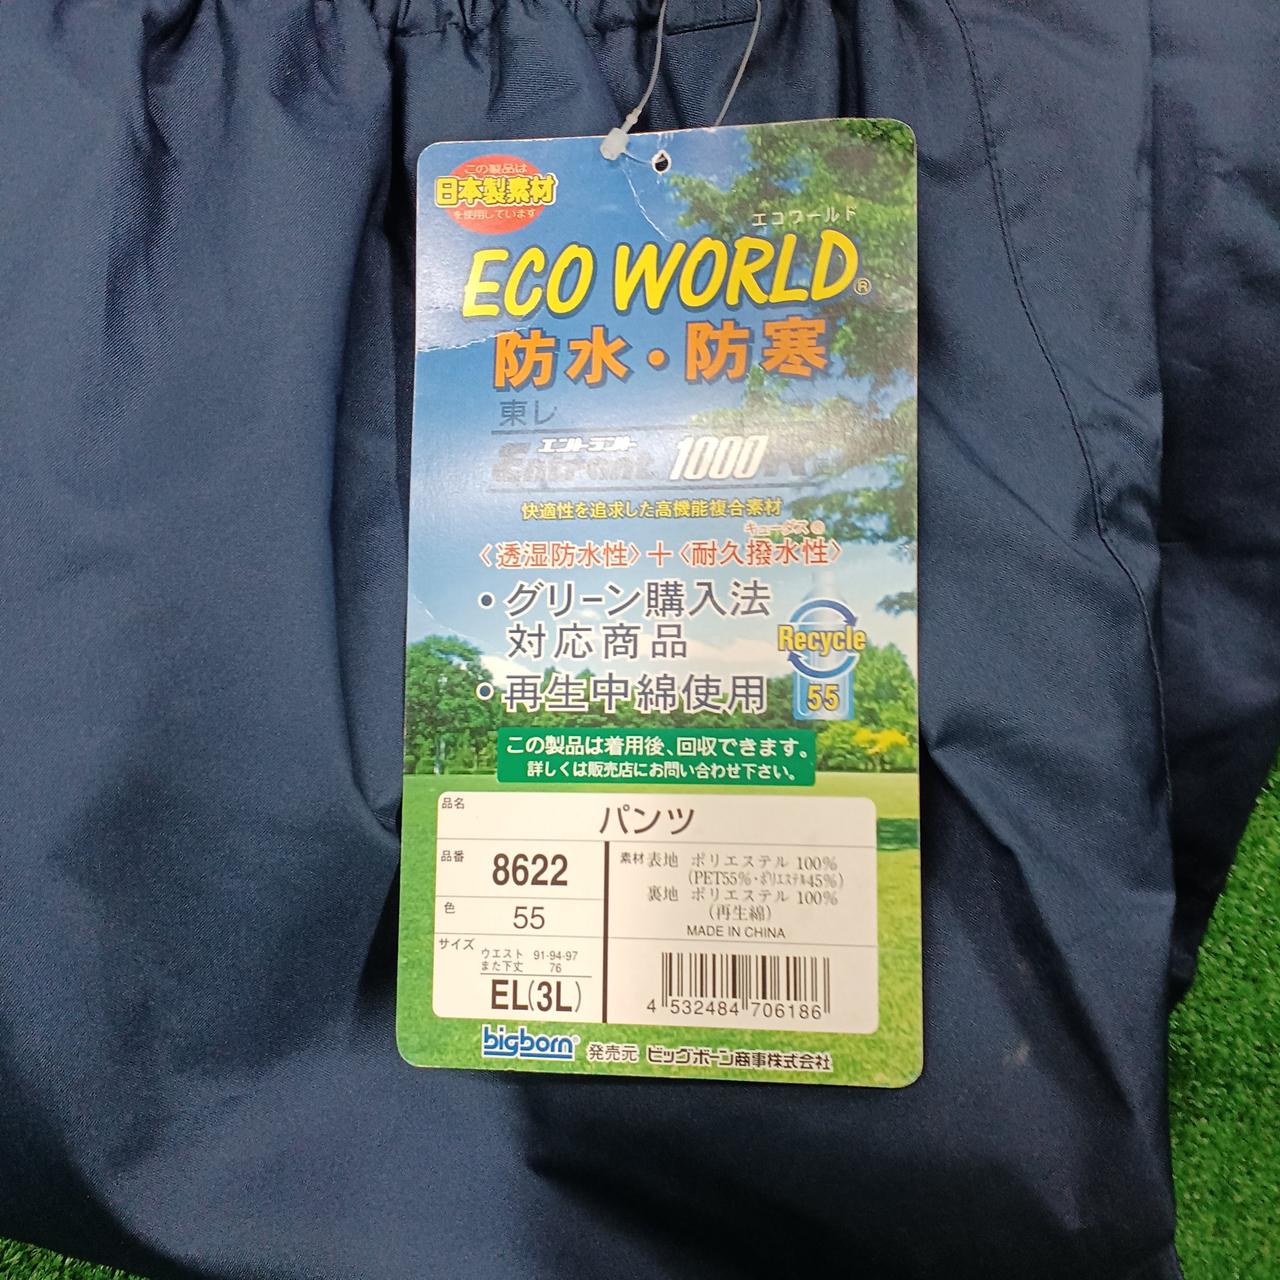 この製品は
日本製素材
を使用しています
エコワールド
ECO WORLD®
防水・防寒
東レ
エントラント
Entrant 1000
快適性を追求した高機能複合素材
キューダス®
〈透湿防水性〉＋〈耐久撥水性〉
・グリーン購入法
対応商品
・再生中綿使用
Recycle
55
この製品は着用後、回収できます。
詳しくは販売店にお問い合わせ下さい。
品名 パンツ
品番 8622
色 55
サイズ ウエスト 91-94-97
また下丈 76
EL(3L)
素材 表地 ポリエステル 100%
(PET55%・ポリエステル45%)
裏地 ポリエステル 100%
(再生綿)
MADE IN CHINA
4 532484 706186
bigborn® 発売元 ビッグボーン商事株式会社